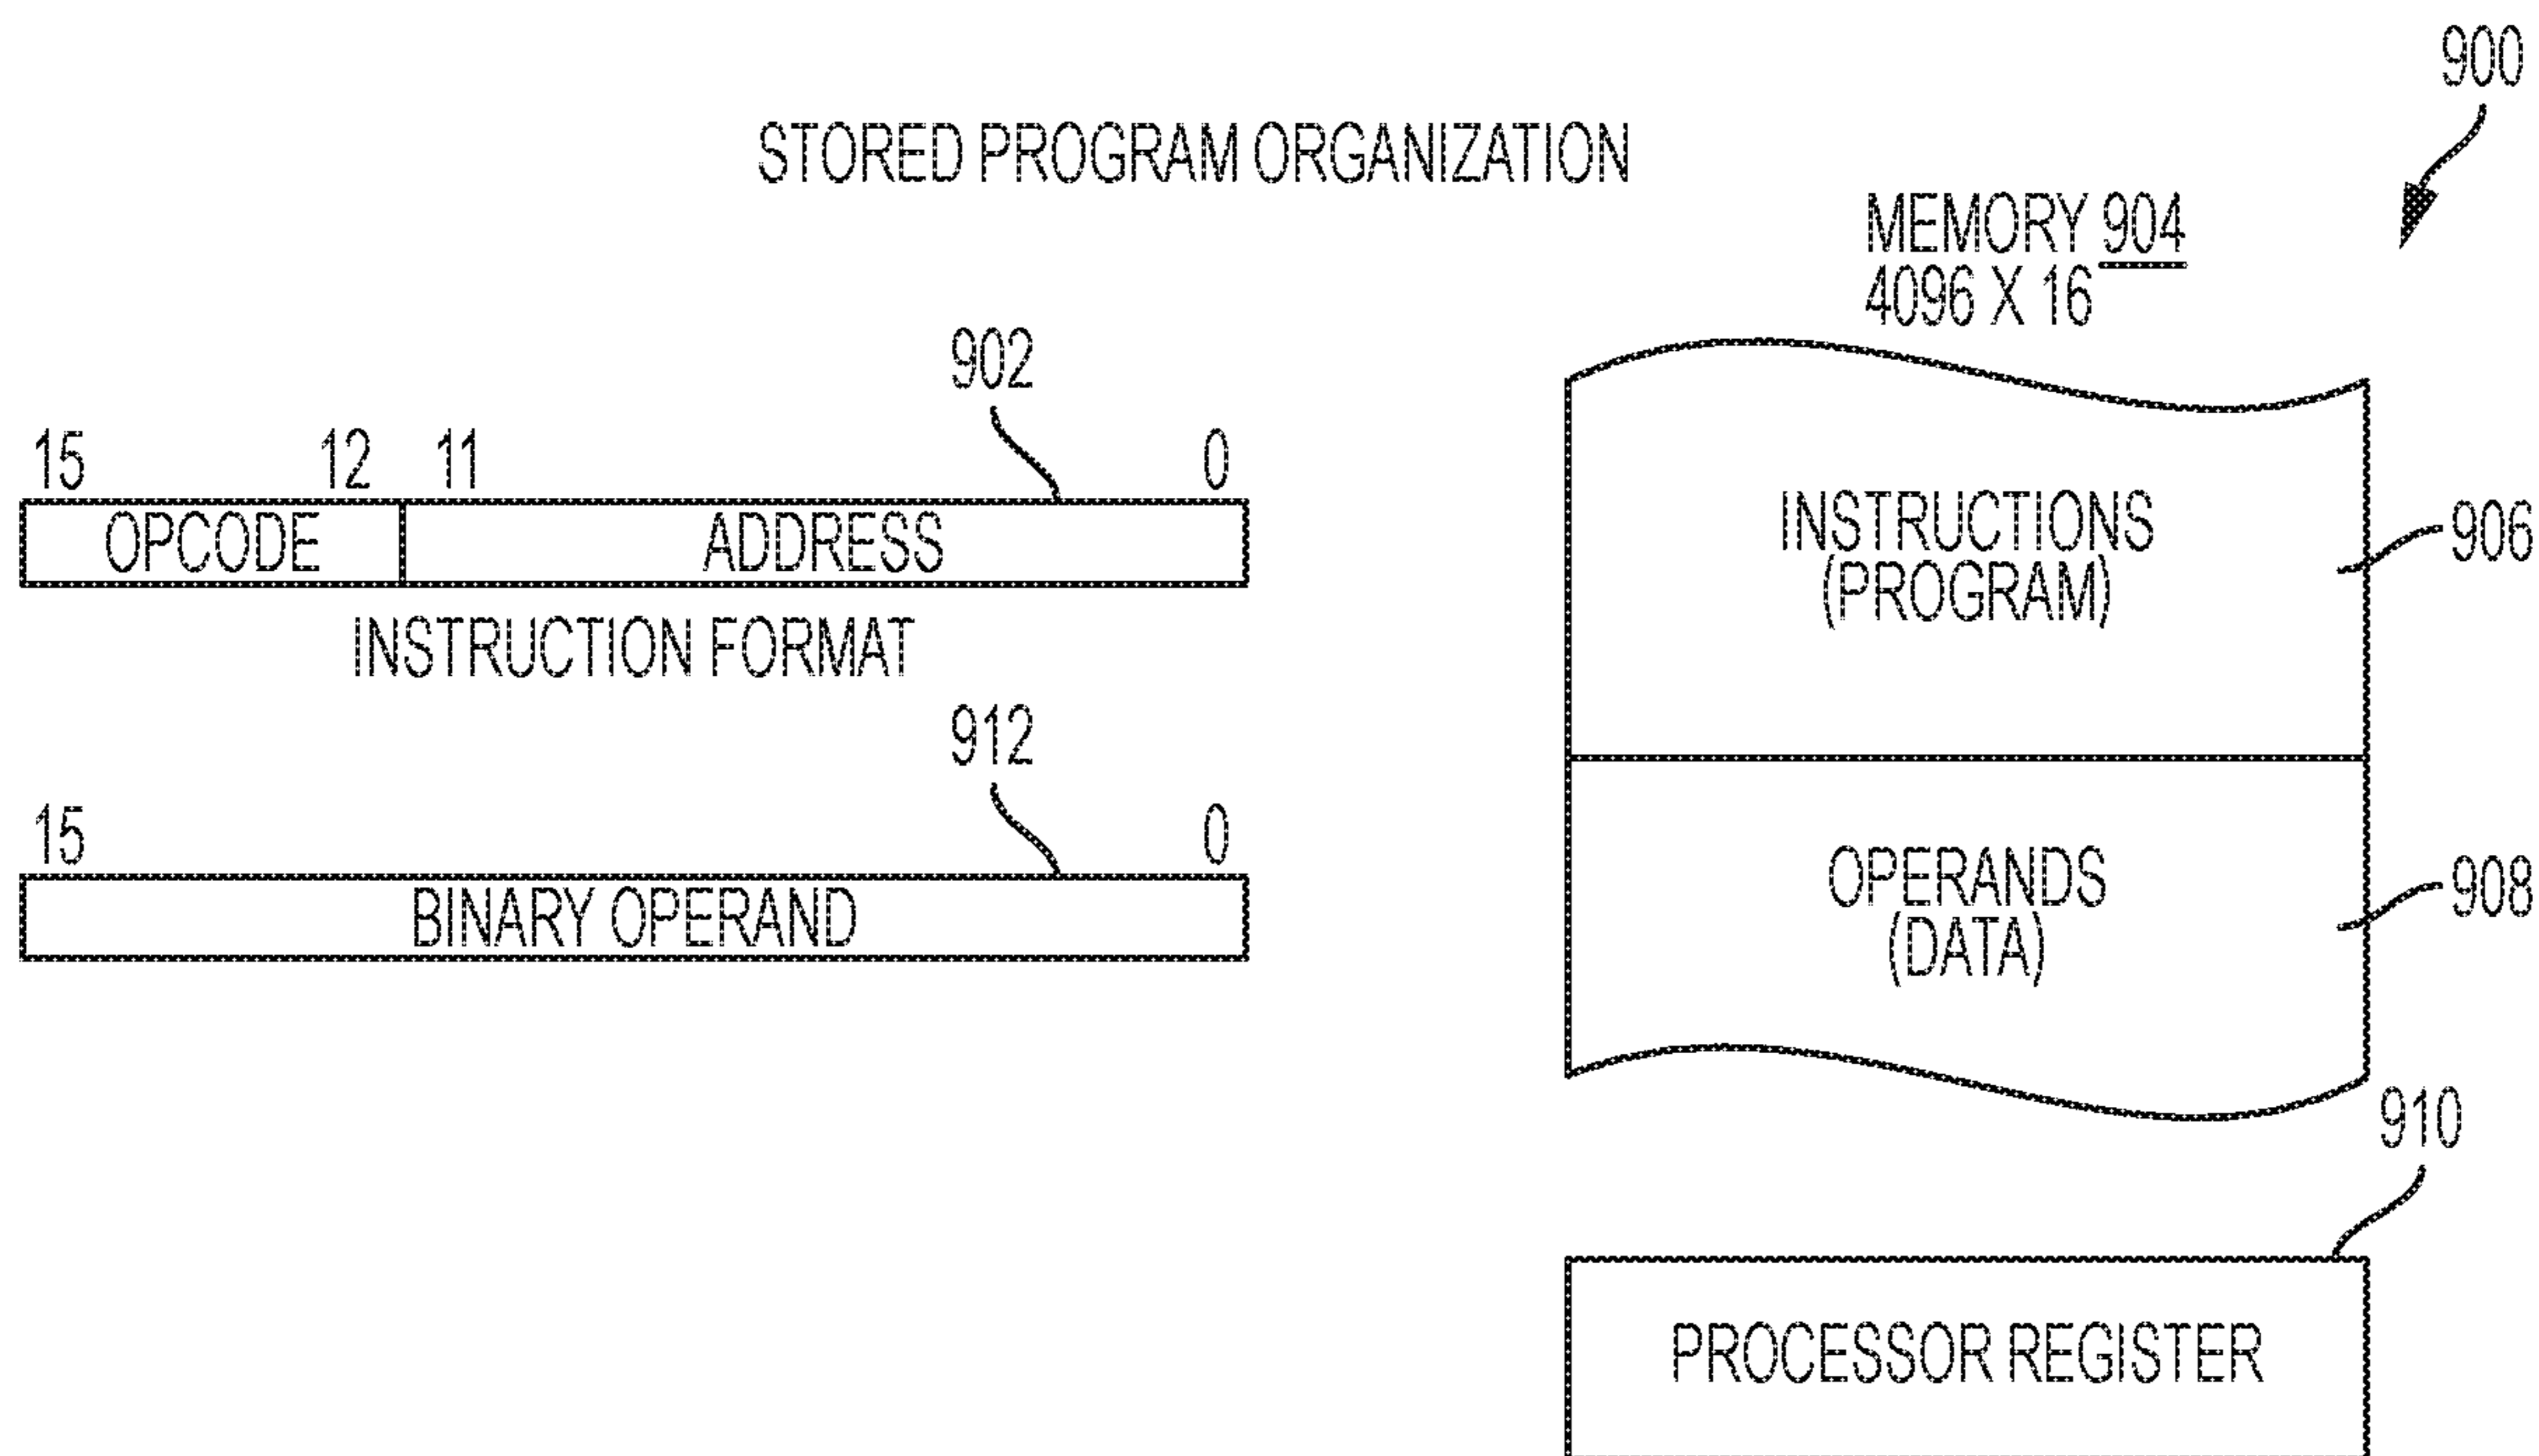 900
STORED PROGRAM ORGANIZATION
MEMORY 904
4096 X 16
902
15 12 11 0
OPCODE ADDRESS
INSTRUCTION FORMAT
912
15 0
BINARY OPERAND
INSTRUCTIONS
(PROGRAM)
906
OPERANDS
(DATA)
908
910
PROCESSOR REGISTER